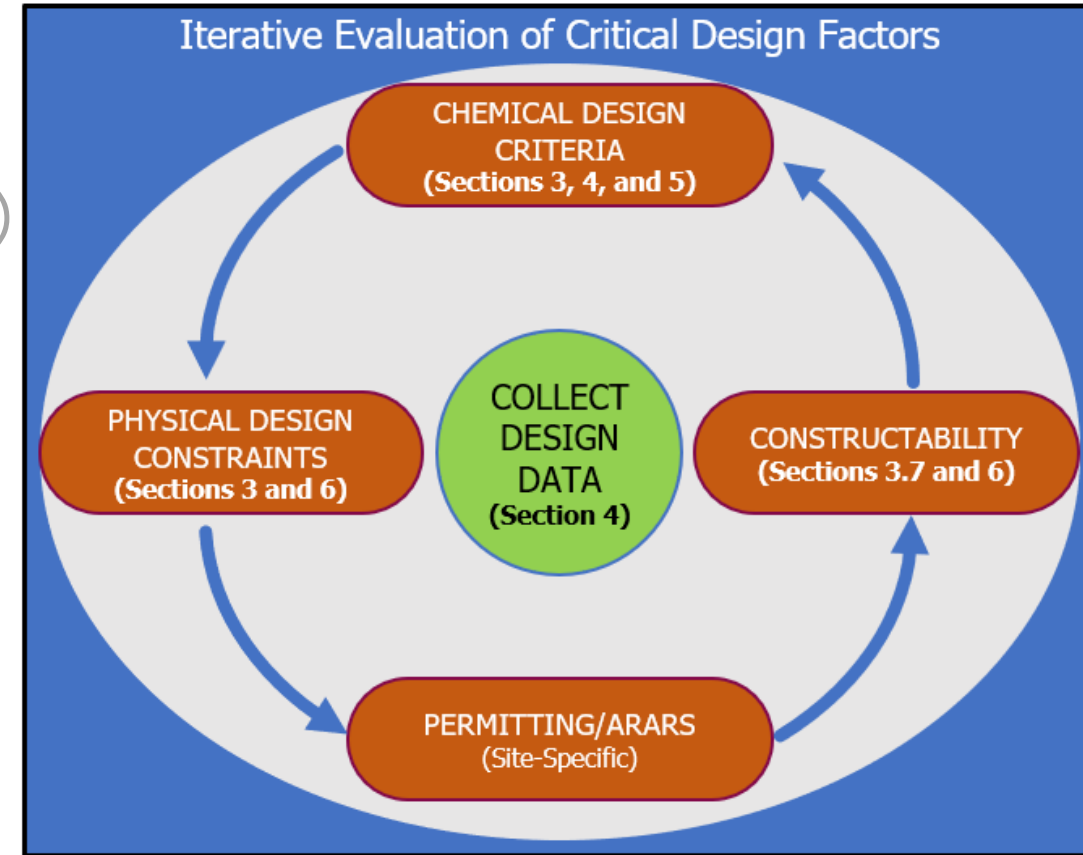 Iterative Evaluation of Critical Design Factors
CHEMICAL DESIGN
CRITERIA
(Sections 3, 4, and 5)
PHYSICAL DESIGN
CONSTRAINTS
(Sections 3 and 6)
COLLECT
DESIGN
DATA
(Section 4)
CONSTRUCTABILITY
(Sections 3.7 and 6)
PERMITTING/ARARS
(Site-Specific)